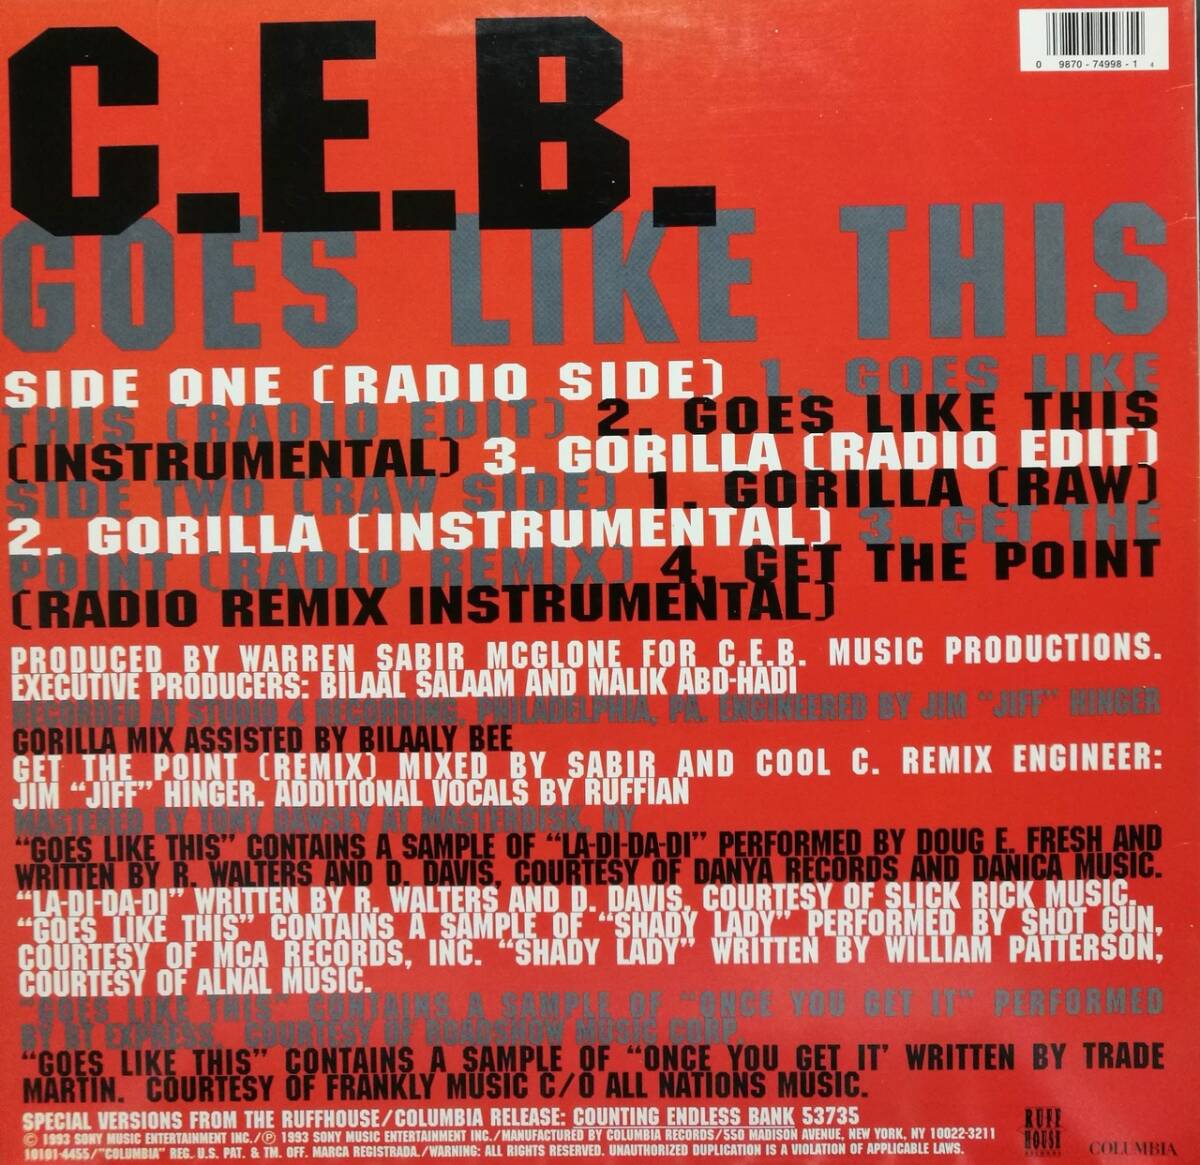 C.E.B.
0 9870-74998-1 4
GOES LIKE THIS
SIDE ONE (RADIO SIDE) 1. GOES LIKE
THIS (RADIO EDIT) 2. GOES LIKE THIS
(INSTRUMENTAL) 3. GORILLA (RADIO EDIT)
SIDE TWO (RAW SIDE) 1. GORILLA (RAW)
2. GORILLA (INSTRUMENTAL) 3. GET THE
POINT (RADIO REMIX) 4. GET THE POINT
(RADIO REMIX INSTRUMENTAL)
PRODUCED BY WARREN SABIR MCGLONE FOR C.E.B. MUSIC PRODUCTIONS.
EXECUTIVE PRODUCERS: BILAAL SALAAM AND MALIK ABD-HADI
RECORDED AT STUDIO 4 RECORDING, PHILADELPHIA, PA. ENGINEERED BY JIM "JIFF" HINGER
GORILLA MIX ASSISTED BY BILAALY BEE
GET THE POINT (REMIX) MIXED BY SABIR AND COOL C. REMIX ENGINEER:
JIM "JIFF" HINGER. ADDITIONAL VOCALS BY RUFFIAN
MASTERED BY TONY DAWSEY AT MASTERDISK, NY
"GOES LIKE THIS" CONTAINS A SAMPLE OF "LA-DI-DA-DI" PERFORMED BY DOUG E. FRESH AND
WRITTEN BY R. WALTERS AND D. DAVIS, COURTESY OF DANYA RECORDS AND DANICA MUSIC.
"LA-DI-DA-DI" WRITTEN BY R. WALTERS AND D. DAVIS, COURTESY OF SLICK RICK MUSIC.
"GOES LIKE THIS" CONTAINS A SAMPLE OF "SHADY LADY" PERFORMED BY SHOT GUN,
COURTESY OF MCA RECORDS, INC. "SHADY LADY" WRITTEN BY WILLIAM PATTERSON,
COURTESY OF ALNAL MUSIC.
"GOES LIKE THIS" CONTAINS A SAMPLE OF "ONCE YOU GET IT" PERFORMED
BY BT EXPRESS. COURTESY OF ROADSHOW MUSIC CORP.
"GOES LIKE THIS" CONTAINS A SAMPLE OF "ONCE YOU GET IT' WRITTEN BY TRADE
MARTIN. COURTESY OF FRANKLY MUSIC C/O ALL NATIONS MUSIC.
SPECIAL VERSIONS FROM THE RUFFHOUSE/COLUMBIA RELEASE: COUNTING ENDLESS BANK 53735
© 1993 SONY MUSIC ENTERTAINMENT INC./℗ 1993 SONY MUSIC ENTERTAINMENT INC./MANUFACTURED BY COLUMBIA RECORDS/550 MADISON AVENUE, NEW YORK, NY 10022-3211
10101-4455/"COLUMBIA" REG. U.S. PAT. & TM. OFF. MARCA REGISTRADA./WARNING: ALL RIGHTS RESERVED. UNAUTHORIZED DUPLICATION IS A VIOLATION OF APPLICABLE LAWS.
RUFF
HOUSE
RECORDS
COLUMBIA